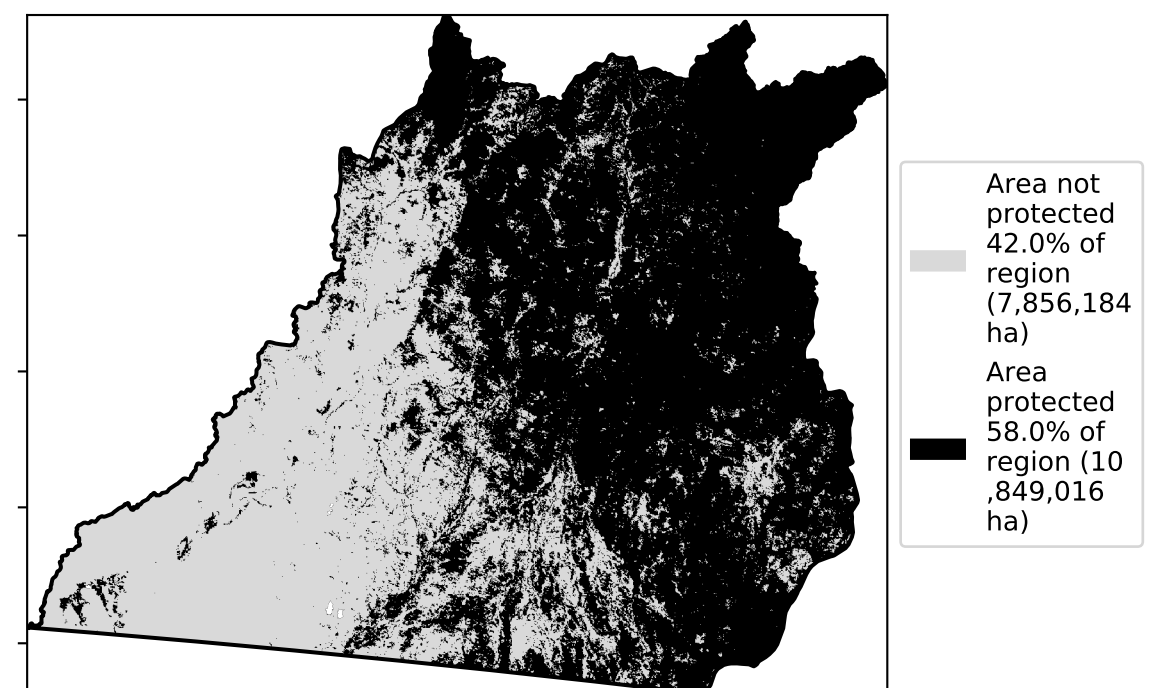 Area not
protected
42.0% of
region
(7,856,184
ha)
Area
protected
58.0% of
region (10
,849,016
ha)